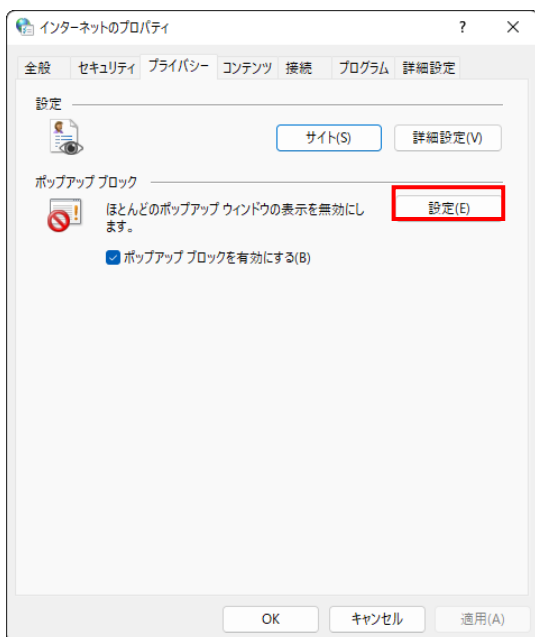 インターネットのプロパティ
?
×
全般 セキュリティ プライバシー コンテンツ 接続 プログラム 詳細設定
設定
サイト(S) 詳細設定(V)
ポップアップ ブロック
ほとんどのポップアップ ウィンドウの表示を無効にし
ます。
設定(E)
ポップアップ ブロックを有効にする(B)
OK キャンセル 適用(A)